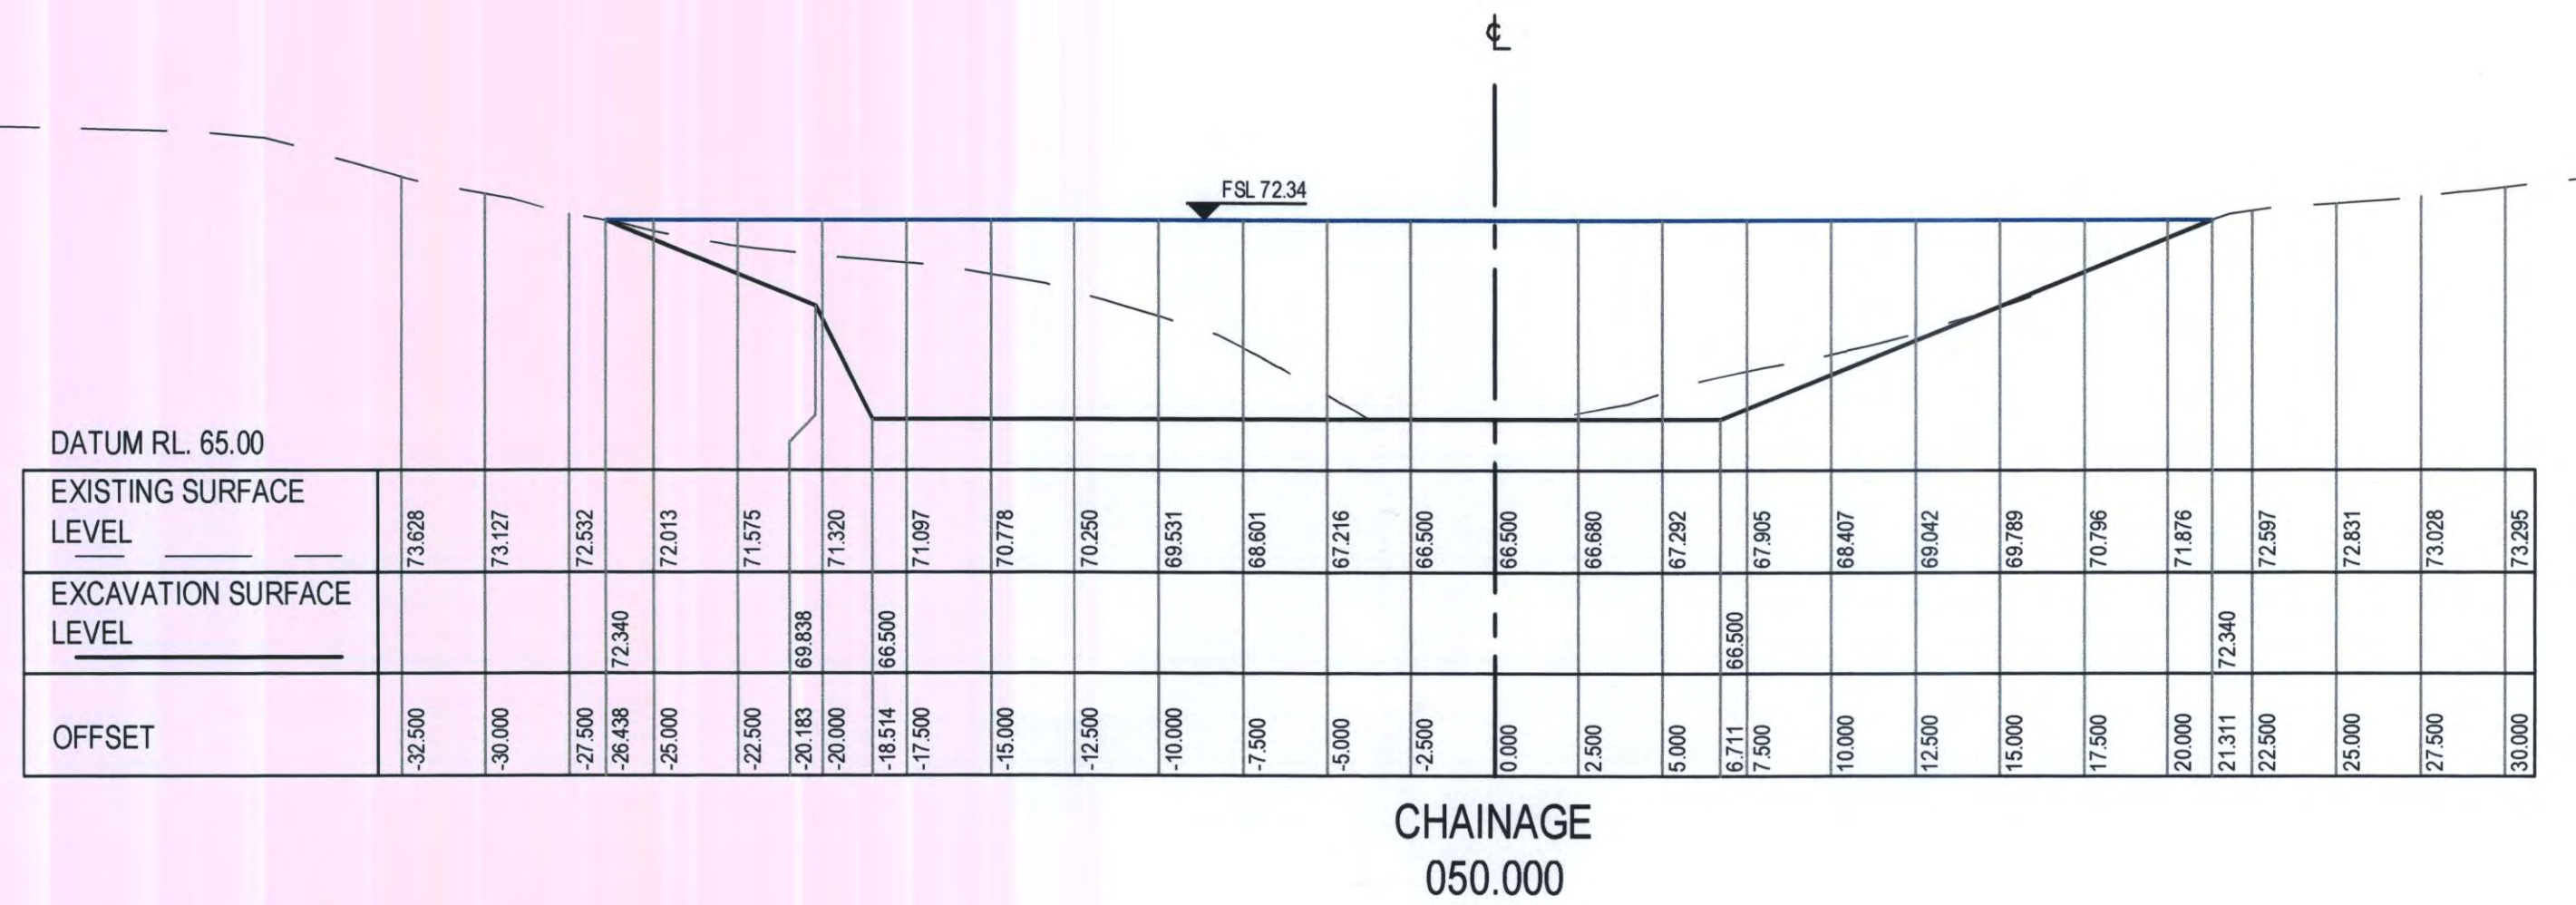 ℄
FSL 72.34
DATUM RL. 65.00
EXISTING SURFACE
LEVEL
73.628 73.127 72.532 72.013 71.575 71.320 71.097 70.778 70.250 69.531 68.601 67.216 66.500 66.500 66.680 67.292 67.905 68.407 69.042 69.789 70.796 71.876 72.597 72.831 73.028 73.295
EXCAVATION SURFACE
LEVEL
72.340 69.838 66.500 66.500 72.340
OFFSET
-32.500 -30.000 -27.500 -26.438 -25.000 -22.500 -20.183 -20.000 -18.514 -17.500 -15.000 -12.500 -10.000 -7.500 -5.000 -2.500 0.000 2.500 5.000 6.711 7.500 10.000 12.500 15.000 17.500 20.000 21.311 22.500 25.000 27.500 30.000
CHAINAGE
050.000